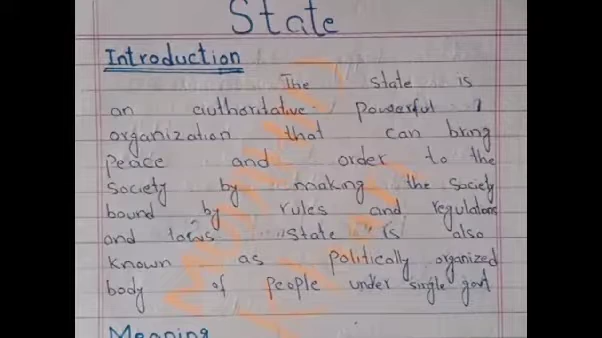 State
Introduction
The state is
an authoritative powerful
organization that can bring
Peace and order to the
society by making the society
bound by rules and regulations
and laws. State is also
known as politically organized
body of people under single govt
Meaning